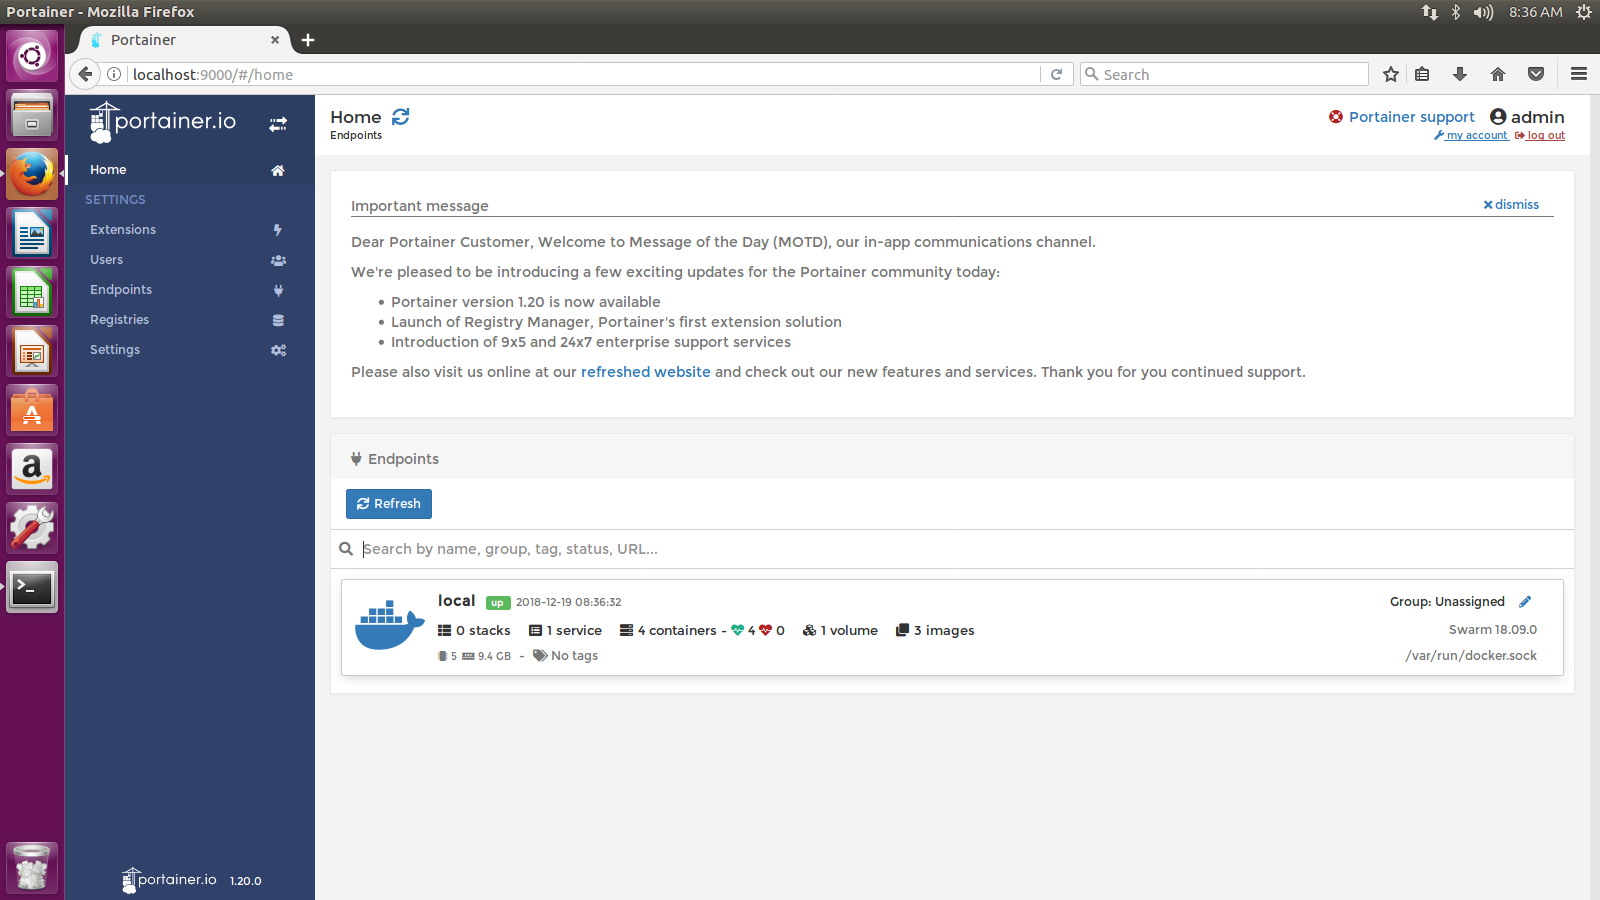 Portainer - Mozilla Firefox
8:36 AM
Portainer
localhost:9000/#/home
Search
portainer.io
Home
SETTINGS
Extensions
Users
Endpoints
Registries
Settings
portainer.io 1.20.0
Home
Endpoints
Portainer support admin
my account log out
Important message
dismiss
Dear Portainer Customer, Welcome to Message of the Day (MOTD), our in-app communications channel.
We're pleased to be introducing a few exciting updates for the Portainer community today:
• Portainer version 1.20 is now available
• Launch of Registry Manager, Portainer's first extension solution
• Introduction of 9x5 and 24x7 enterprise support services
Please also visit us online at our refreshed website and check out our new features and services. Thank you for you continued support.
Endpoints
Refresh
Search by name, group, tag, status, URL...
local up 2018-12-19 08:36:32
Group: Unassigned
0 stacks 1 service 4 containers - 4 0 1 volume 3 images
Swarm 18.09.0
5 9.4 GB - No tags
/var/run/docker.sock